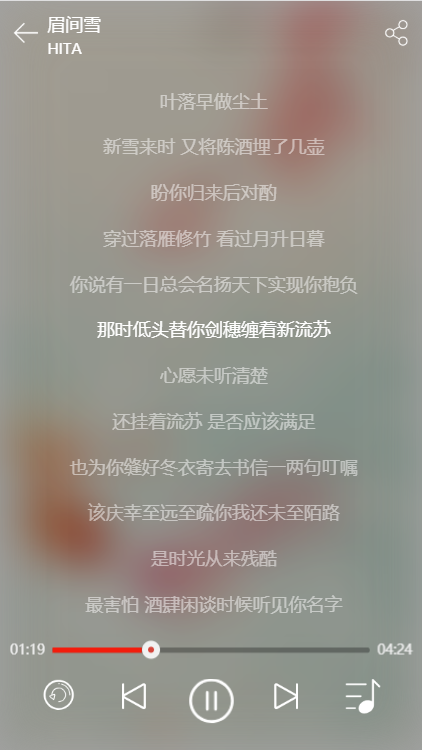 眉间雪
HITA
叶落早做尘土
新雪来时 又将陈酒埋了几壶
盼你归来后对酌
穿过落雁修竹 看过月升日暮
你说有一日总会名扬天下实现你抱负
那时低头替你剑穗缠着新流苏
心愿未听清楚
还挂着流苏 是否应该满足
也为你缝好冬衣寄去书信一两句叮嘱
该庆幸至远至疏你我还未至陌路
是时光从来残酷
最害怕 酒肆闲谈时候听见你名字
01:19
04:24